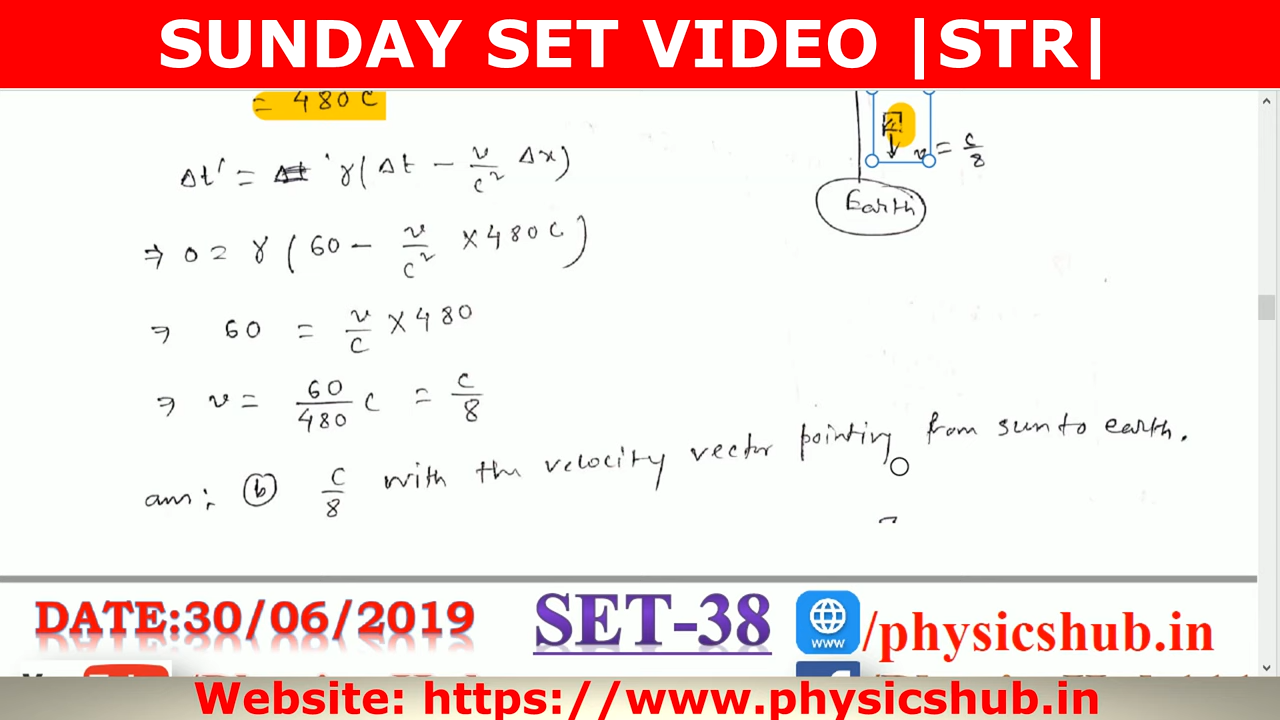 SUNDAY SET VIDEO |STR|
= 480 C
Δt' = γ(Δt - v/c² Δx)
⇒ 0 = γ(60 - v/c² × 480 C)
⇒ 60 = v/c × 480
⇒ v = 60/480 C = C/8
v = C/8
Earth
ans: (b) C/8 with the velocity vector pointing from sun to earth.
DATE:30/06/2019
SET-38
WWW
/physicshub.in
Website: https://www.physicshub.in